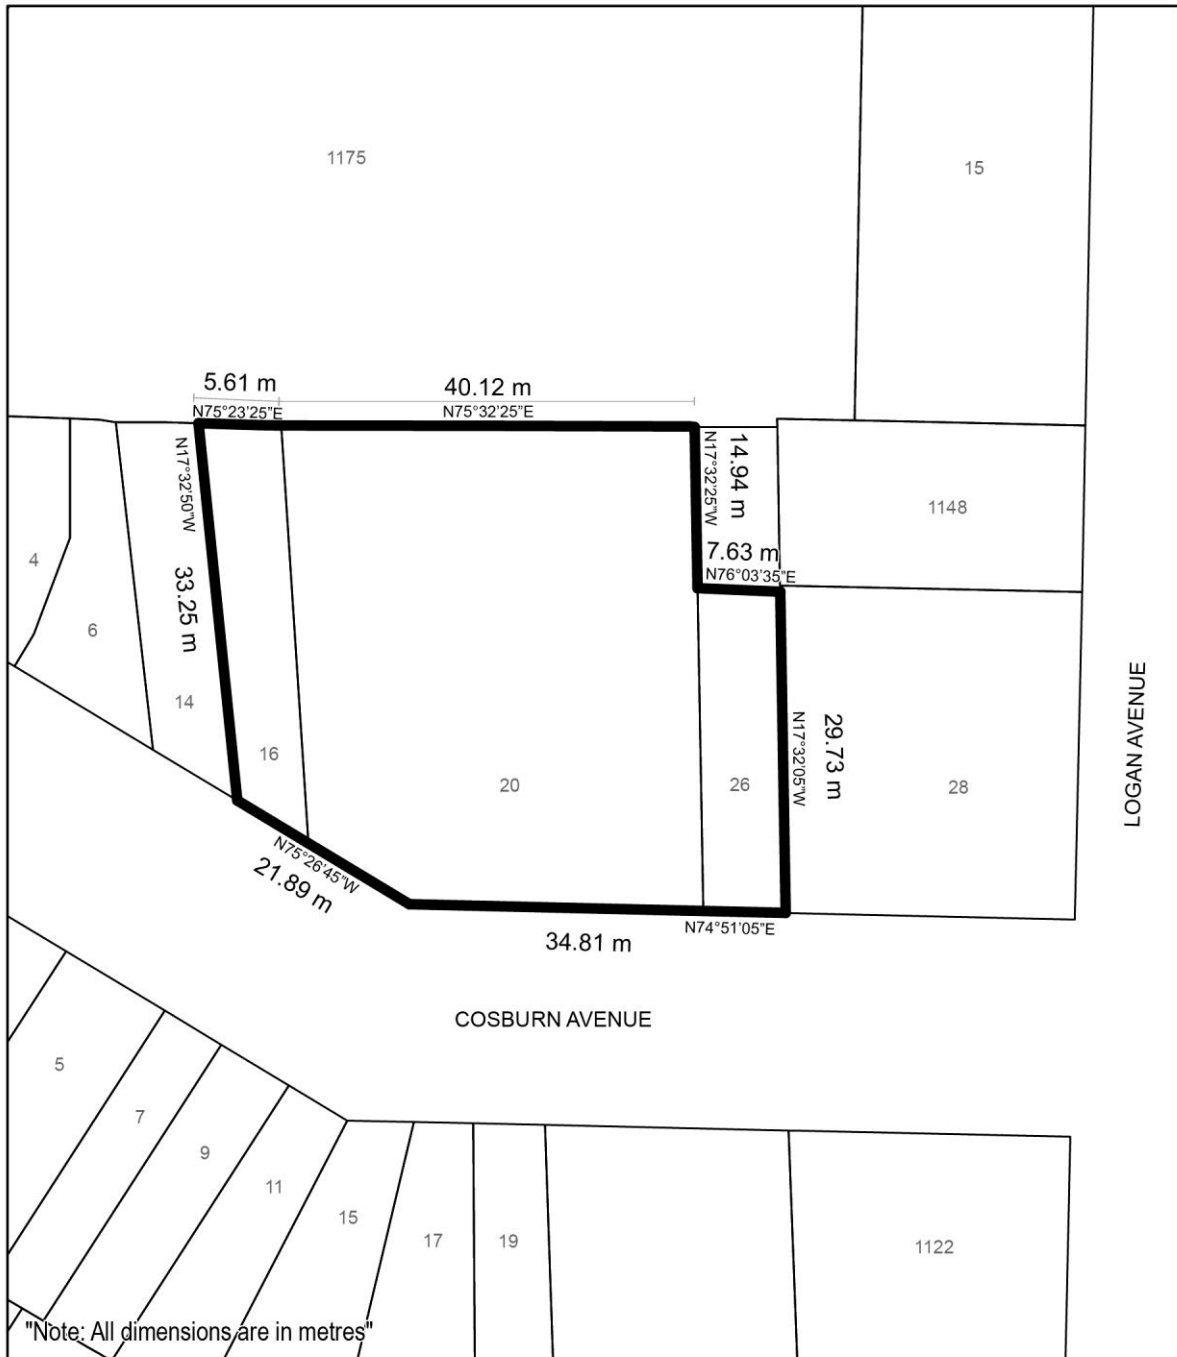 1175
15
5.61 m
40.12 m
N75°23'25"E
N75°32'25"E
N17°32'50"W
N17°32'25"W
14.94 m
1148
7.63 m
N76°03'35"E
4
33.25 m
6
14
16
20
26
N17°32'05"W
29.73 m
28
LOGAN AVENUE
N75°26'45"W
21.89 m
N74°51'05"E
34.81 m
COSBURN AVENUE
5
7
9
11
15
17
19
1122
"Note: All dimensions are in metres"